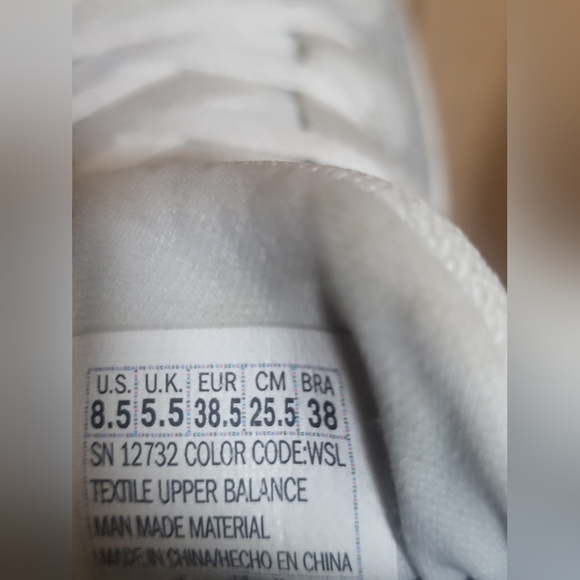 U.S. U.K. EUR CM BRA
8.5 5.5 38.5 25.5 38
SN 12732 COLOR CODE:WSL
TEXTILE UPPER BALANCE
MAN MADE MATERIAL
MADE IN CHINA/HECHO EN CHINA